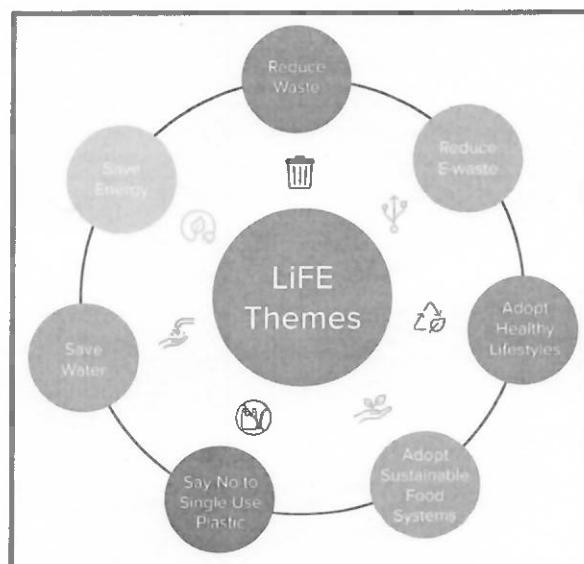 Reduce
Waste
Reduce
E-waste
Adopt
Healthy
Lifestyles
Adopt
Sustainable
Food
Systems
Say No to
Single Use
Plastic
Save
Water
Save
Energy
LiFE
Themes